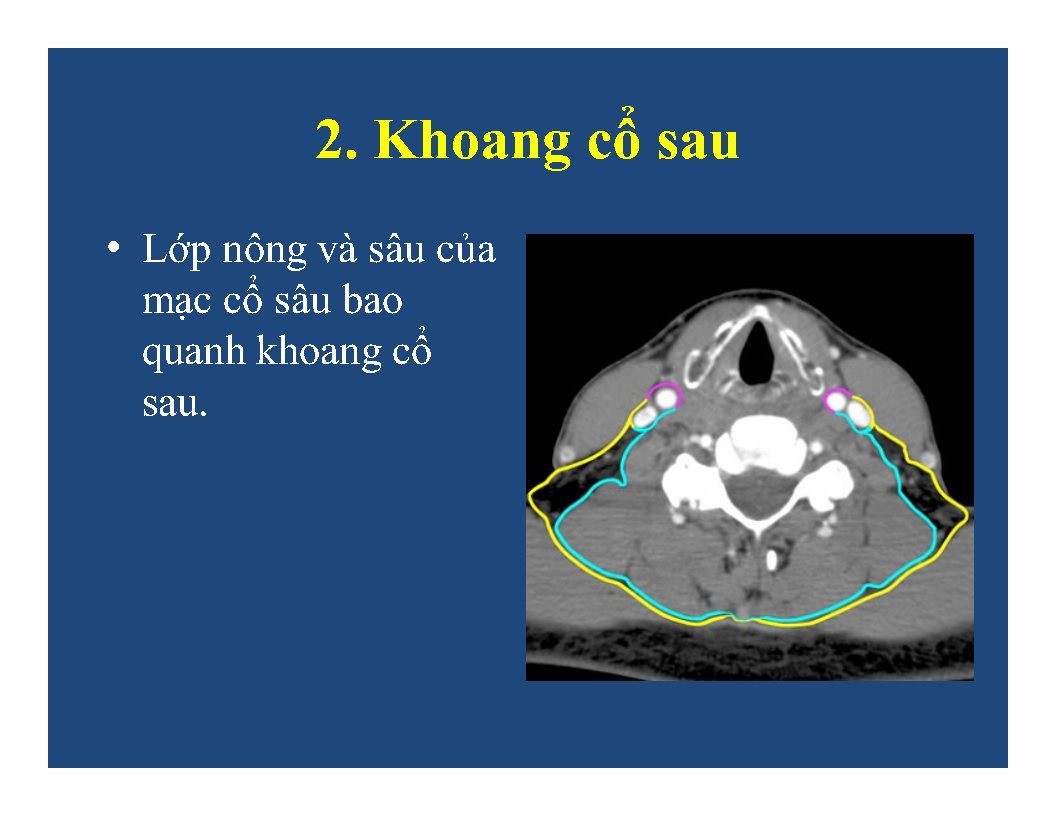 2. Khoang cổ sau
• Lớp nông và sâu của
mạc cổ sâu bao
quanh khoang cổ
sau.